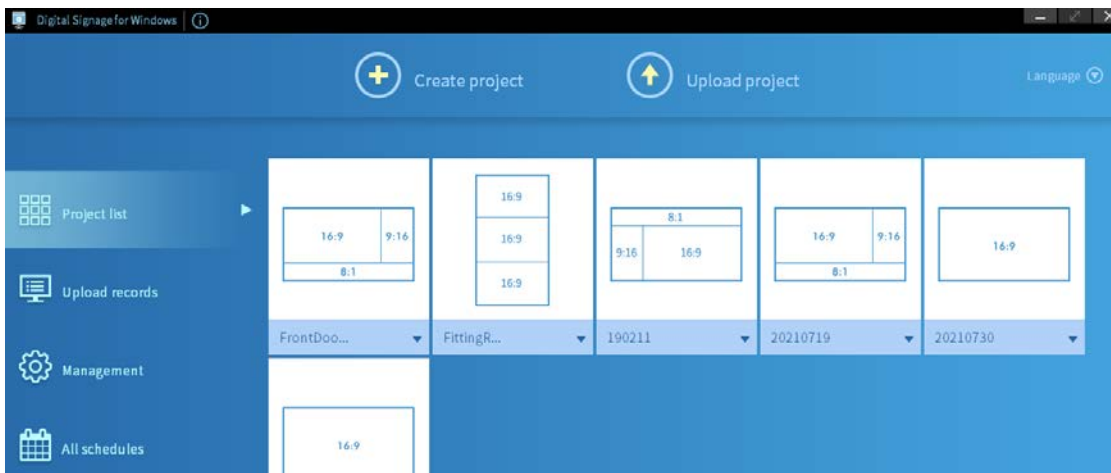 Digital Signage for Windows
Create project
Upload project
Language
Project list
Upload records
Management
All schedules
16:9 9:16
8:1
FrontDoo...
16:9
16:9
16:9
FittingR...
8:1
9:16 16:9
190211
16:9 9:16
8:1
20210719
16:9
20210730
16:9